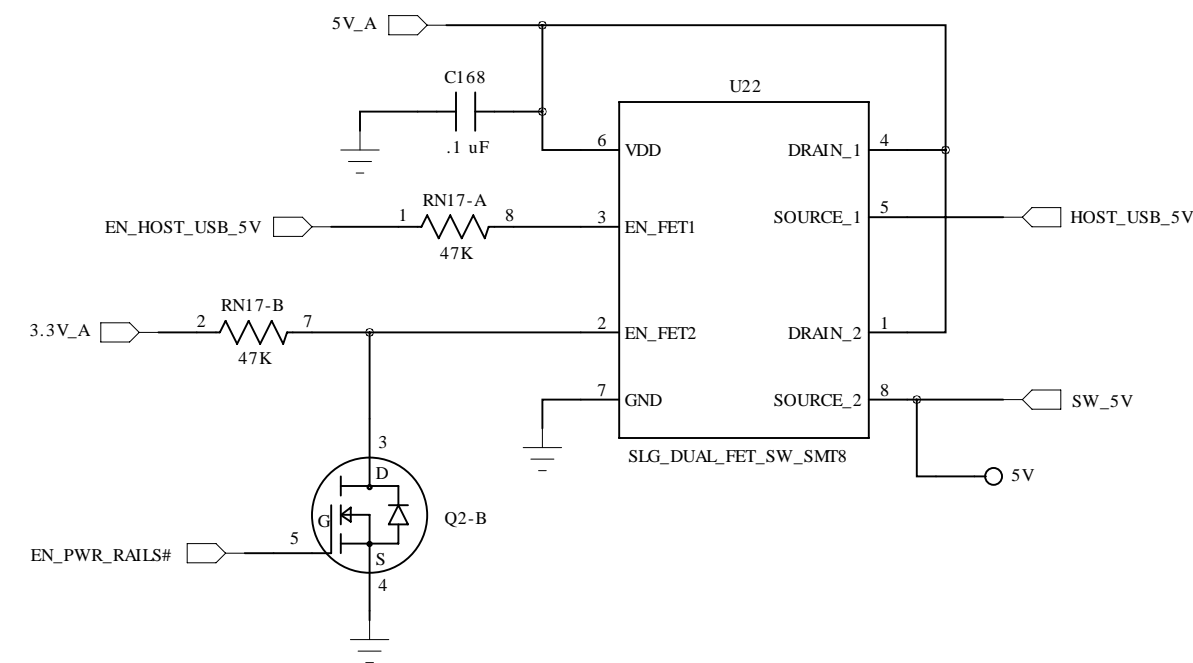 5V_A
C168
.1 uF
U22
6
VDD
DRAIN_1
4
RN17-A
EN_HOST_USB_5V
1
8
47K
3
EN_FET1
SOURCE_1
5
HOST_USB_5V
RN17-B
3.3V_A
2
7
47K
2
EN_FET2
DRAIN_2
1
7
GND
SOURCE_2
8
SW_5V
SLG_DUAL_FET_SW_SMT8
5V
3
D
G
Q2-B
EN_PWR_RAILS#
5
S
4